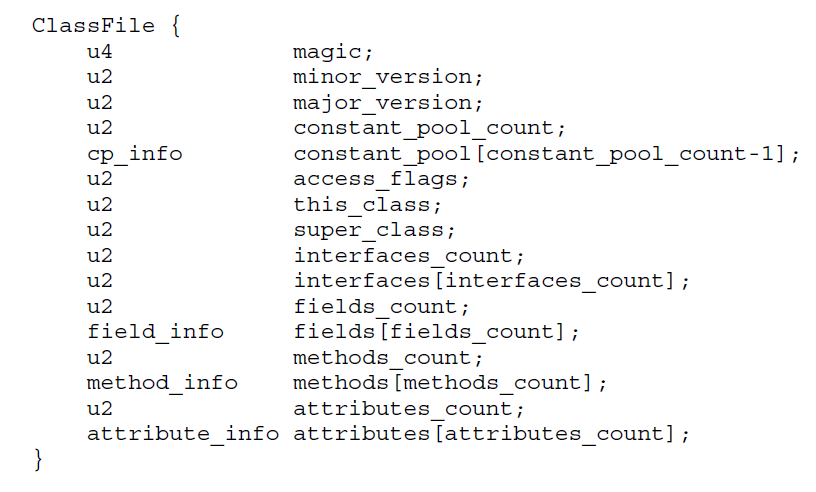 ClassFile {
    u4             magic;
    u2             minor_version;
    u2             major_version;
    u2             constant_pool_count;
    cp_info        constant_pool[constant_pool_count-1];
    u2             access_flags;
    u2             this_class;
    u2             super_class;
    u2             interfaces_count;
    u2             interfaces[interfaces_count];
    u2             fields_count;
    field_info     fields[fields_count];
    u2             methods_count;
    method_info    methods[methods_count];
    u2             attributes_count;
    attribute_info attributes[attributes_count];
}